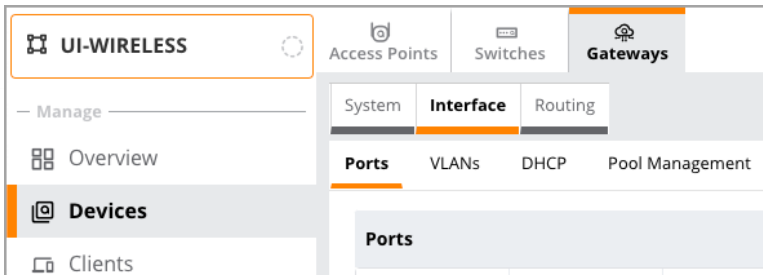 UI-WIRELESS
Access Points
Switches
Gateways
Manage
System
Interface
Routing
Overview
Ports
VLANs
DHCP
Pool Management
Devices
Ports
Clients